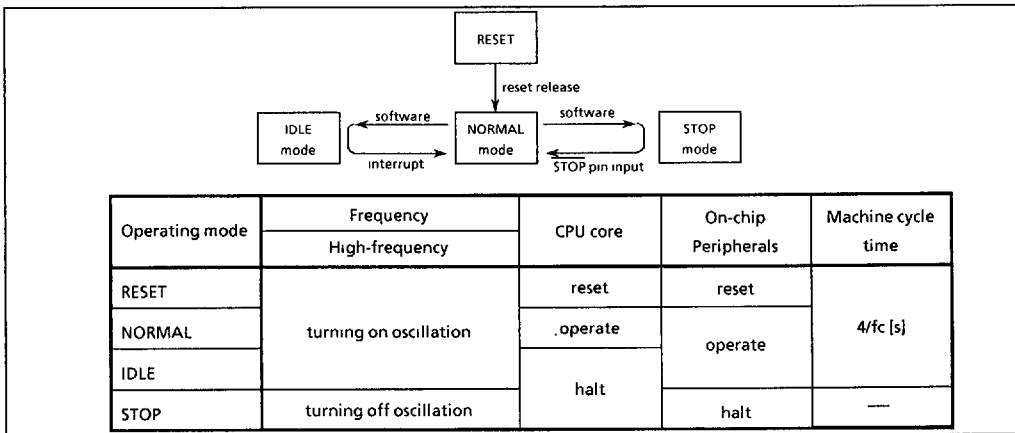 RESET
reset release
software
software
IDLE
mode
NORMAL
mode
STOP
mode
interrupt
STOP pin input
Operating mode
Frequency
High-frequency
CPU core
On-chip
Peripherals
Machine cycle
time
RESET
turning on oscillation
reset
reset
4/fc [s]
NORMAL
operate
operate
IDLE
halt
STOP
turning off oscillation
halt
—